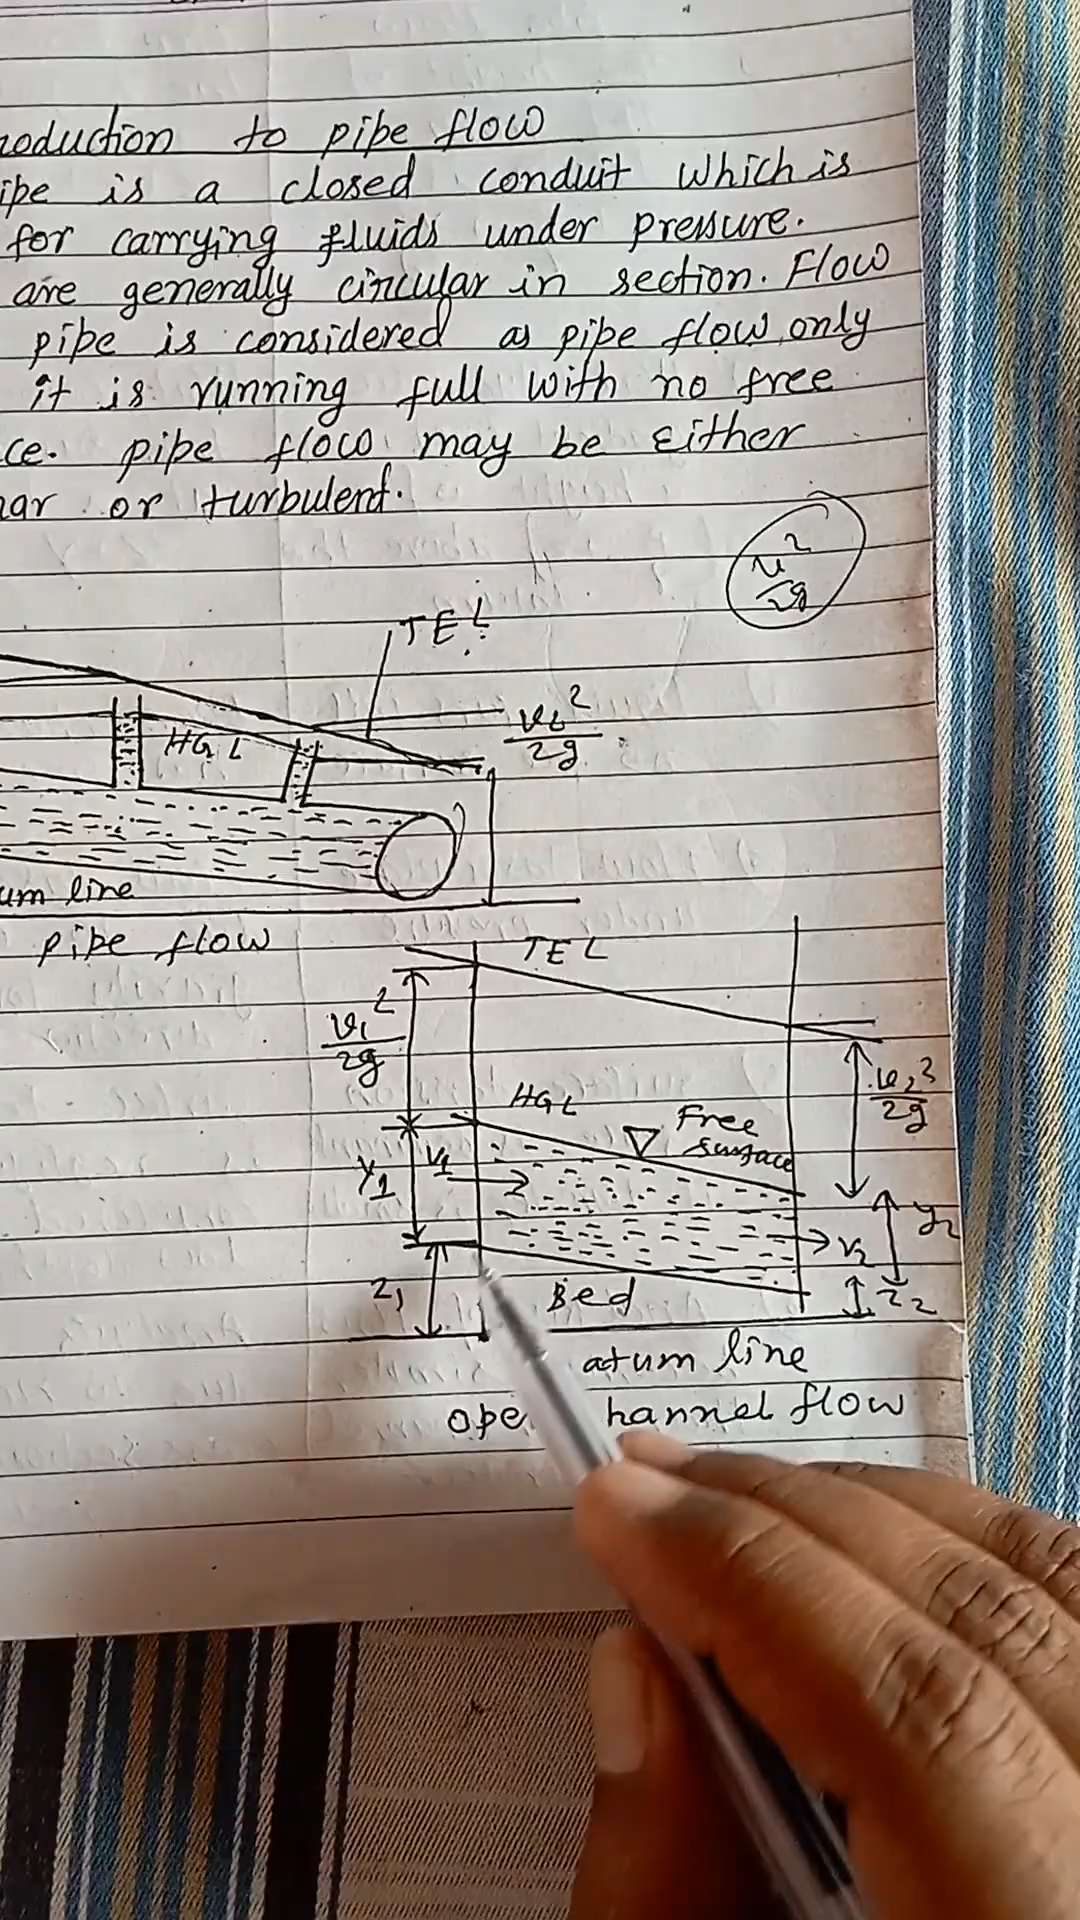 roduction to pipe flow
ipe is a closed conduit which is
for carrying fluids under pressure.
are generally circular in section. Flow
pipe is considered as pipe flow only
it is running full with no free
ce. pipe flow may be Either
nar or turbulent.
v²/2g
TEL
HGL
v₂²/2g
um line
pipe flow
TEL
v₁²/2g
HGL
Free
surface
v₂²/2g
y₁
V₁
y₂
V₂
z₁
Bed
z₂
atum line
ope hannel flow